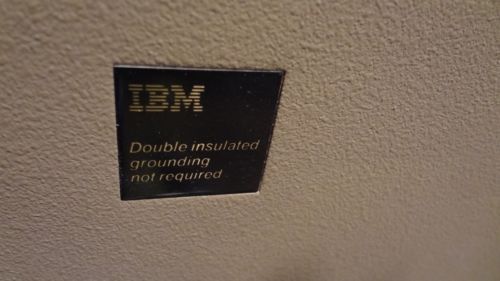 IBM
Double insulated
grounding
not required